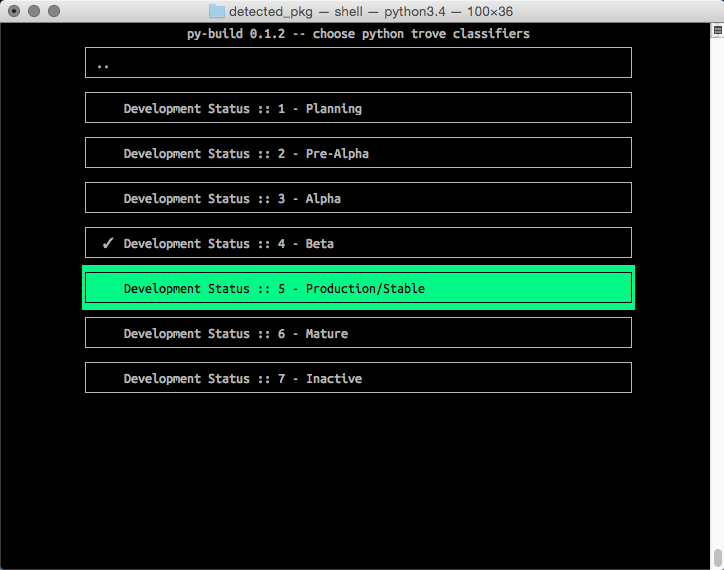 detected_pkg — shell — python3.4 — 100×36
py-build 0.1.2 -- choose python trove classifiers
..
Development Status :: 1 - Planning
Development Status :: 2 - Pre-Alpha
Development Status :: 3 - Alpha
✓ Development Status :: 4 - Beta
Development Status :: 5 - Production/Stable
Development Status :: 6 - Mature
Development Status :: 7 - Inactive